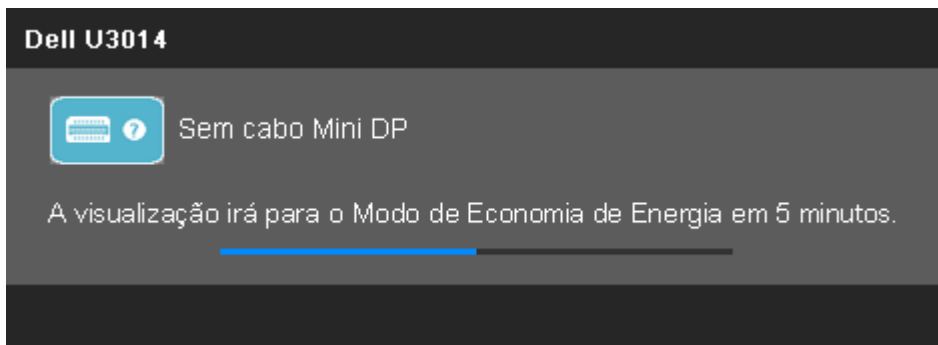 Dell U3014
Sem cabo Mini DP
A visualização irá para o Modo de Economia de Energia em 5 minutos.